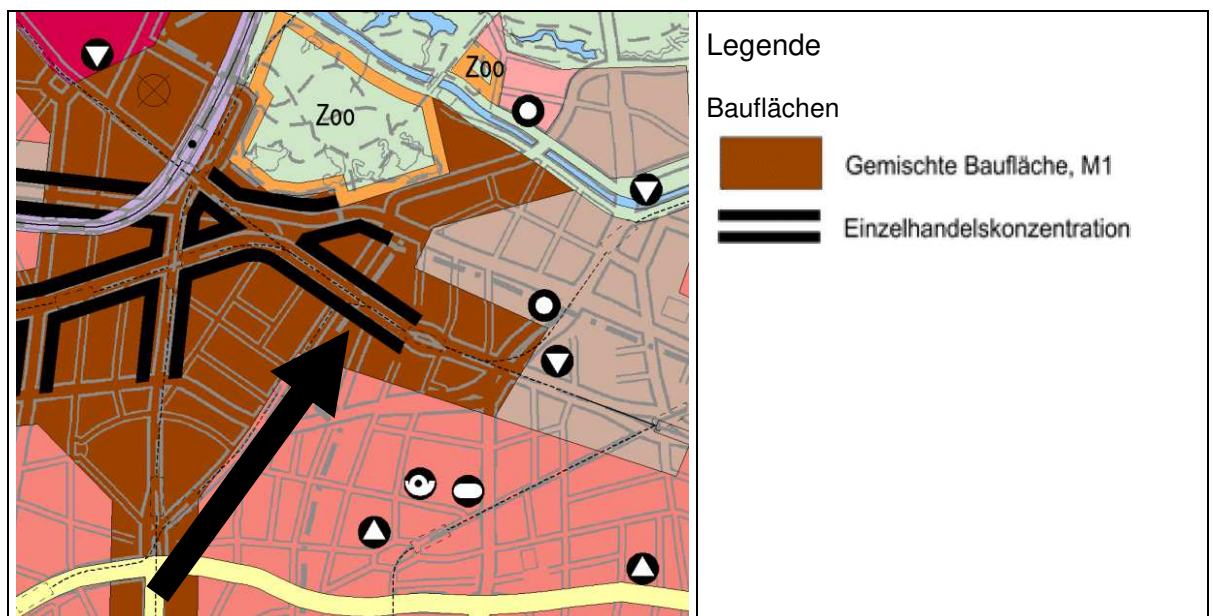 Zoo
Zoo
Legende
Bauflächen
Gemischte Baufläche, M1
Einzelhandelskonzentration